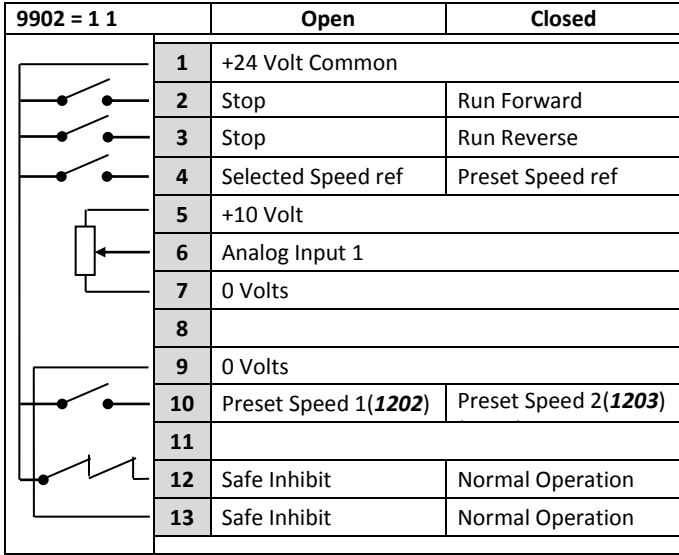 9902 = 1 1 Open Closed
1 +24 Volt Common
2 Stop Run Forward
3 Stop Run Reverse
4 Selected Speed ref Preset Speed ref
5 +10 Volt
6 Analog Input 1
7 0 Volts
8
9 0 Volts
10 Preset Speed 1(1202) Preset Speed 2(1203)
11
12 Safe Inhibit Normal Operation
13 Safe Inhibit Normal Operation